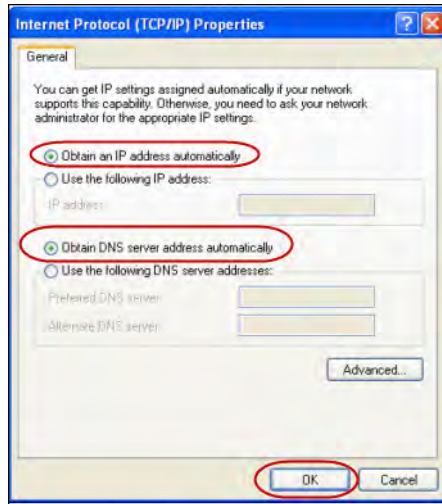 Internet Protocol (TCP/IP) Properties
General
You can get IP settings assigned automatically if your network
supports this capability. Otherwise, you need to ask your network
administrator for the appropriate IP settings.
Obtain an IP address automatically
Use the following IP address:
IP address:
Obtain DNS server address automatically
Use the following DNS server addresses:
Preferred DNS server:
Alternate DNS server:
Advanced...
OK Cancel